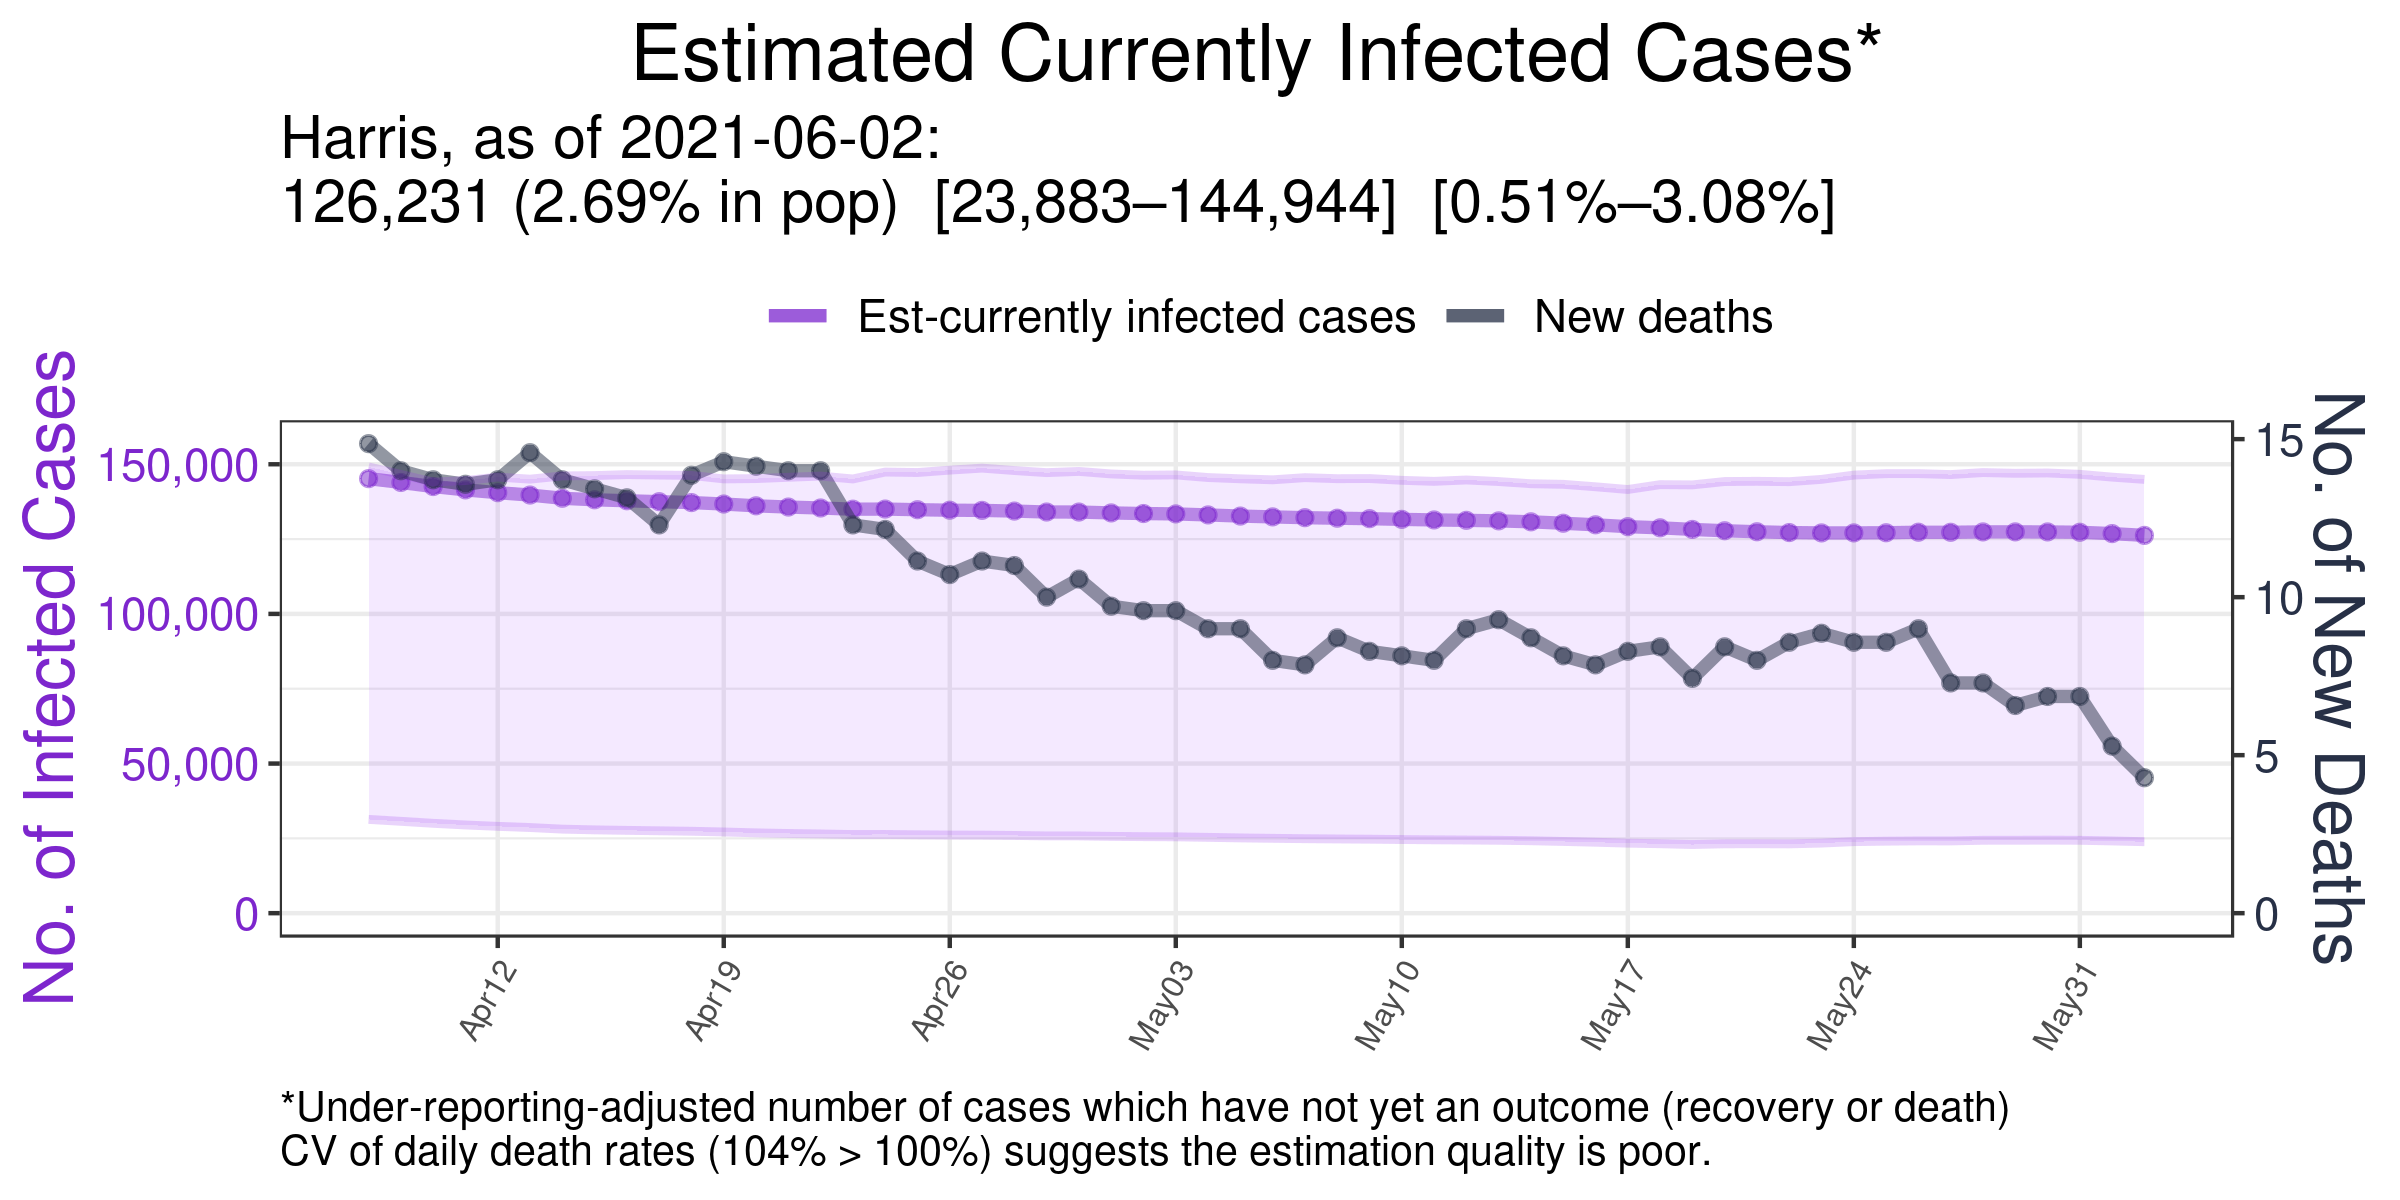 Estimated Currently Infected Cases*
Harris, as of 2021-06-02:
126,231 (2.69% in pop)  [23,883–144,944]  [0.51%–3.08%]
Est-currently infected cases
New deaths
No. of Infected Cases
150,000
100,000
50,000
0
15
10
5
0
No. of New Deaths
Apr12
Apr19
Apr26
May03
May10
May17
May24
May31
*Under-reporting-adjusted number of cases which have not yet an outcome (recovery or death)
CV of daily death rates (104% > 100%) suggests the estimation quality is poor.